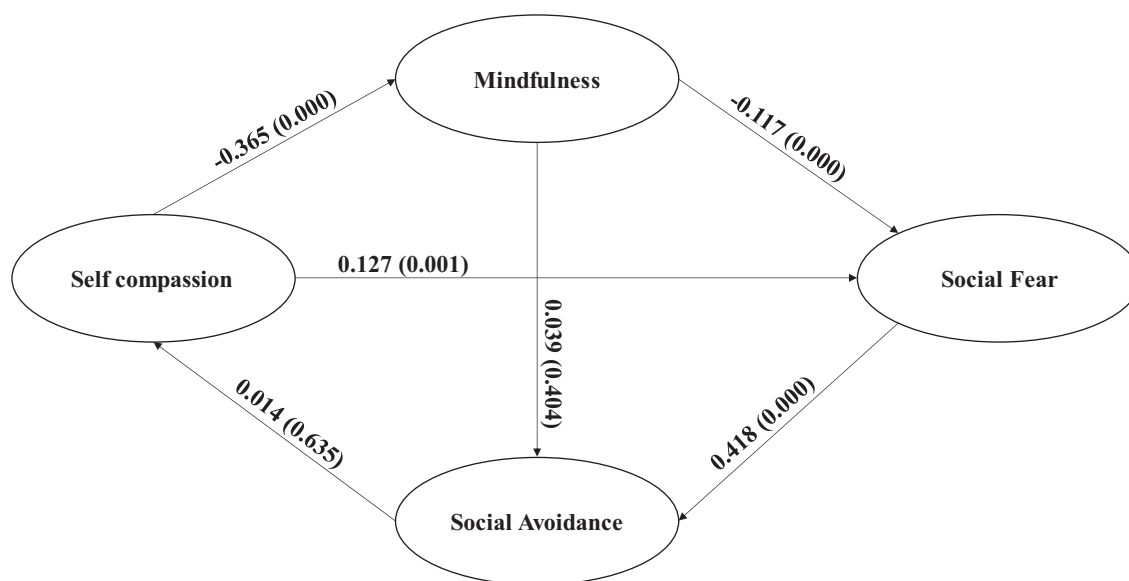 Mindfulness
-0.365 (0.000)
-0.117 (0.000)
Self compassion
0.127 (0.001)
Social Fear
0.039 (0.404)
0.014 (0.635)
0.418 (0.000)
Social Avoidance